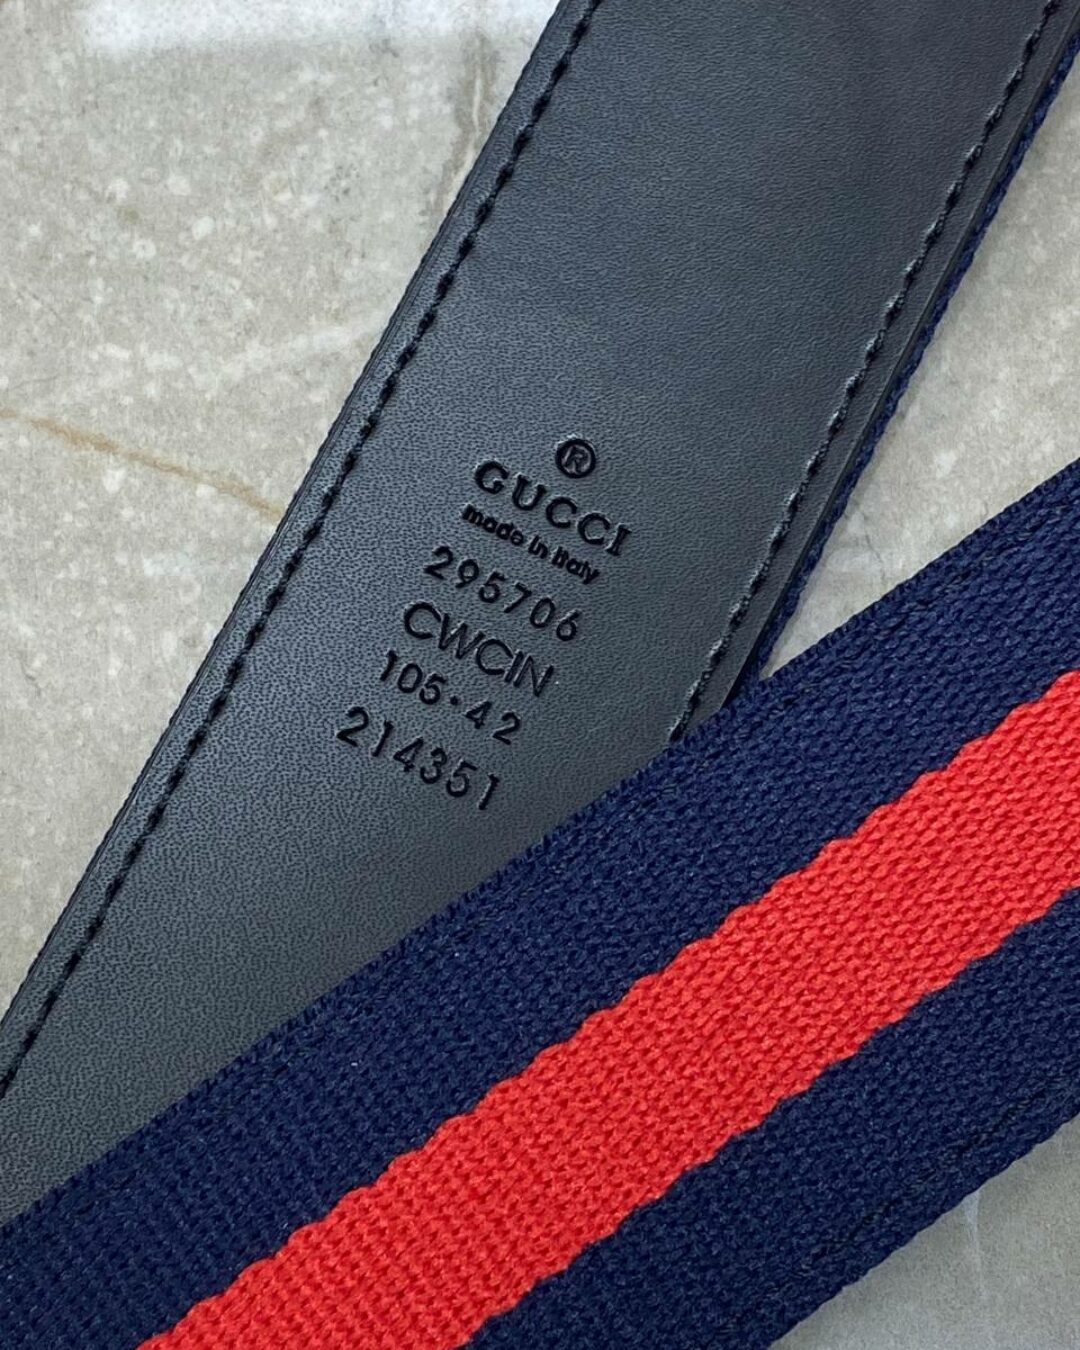 ®
GUCCI
made in italy
295706
CWCIN
105·42
214351